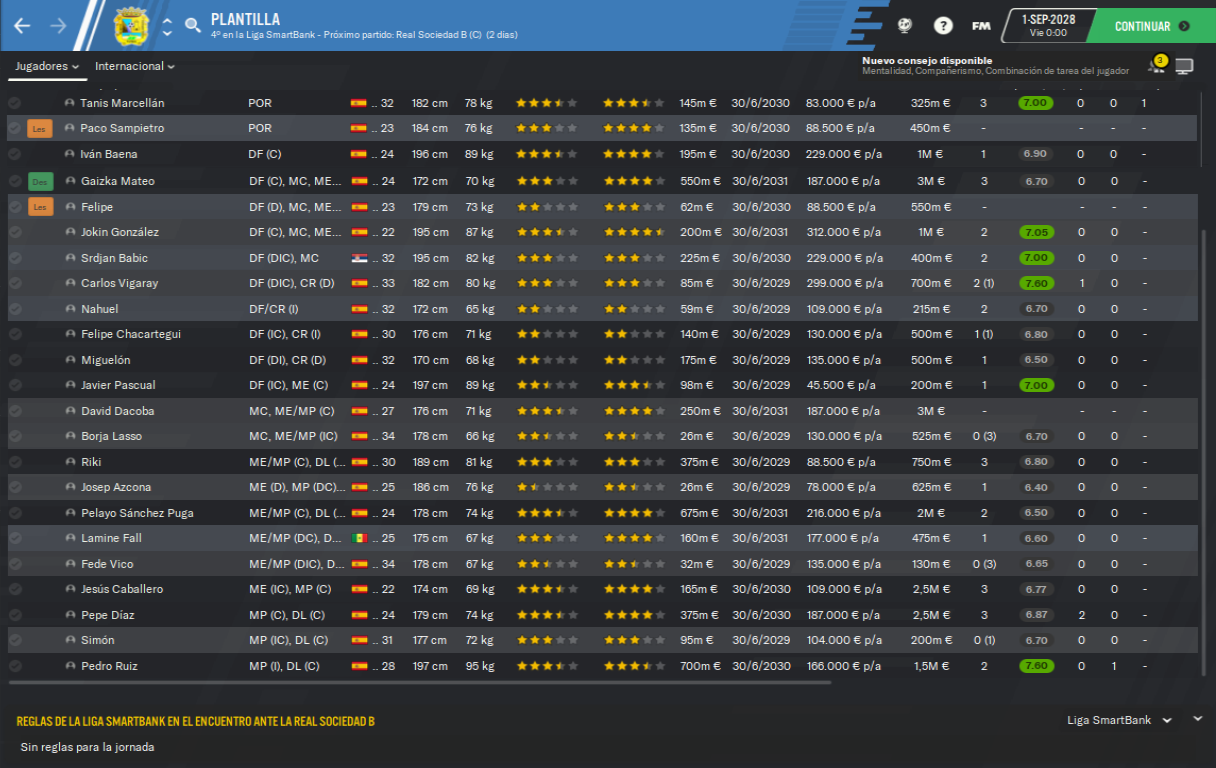 PLANTILLA
4º en la Liga SmartBank - Próximo partido: Real Sociedad B (C) (2 días)
FM
1-SEP-2028
Vie 0:00
CONTINUAR
Jugadores
Internacional
Nuevo consejo disponible
Mentalidad, Compañerismo, Combinación de tarea del jugador
3
Tanis Marcellán POR .. 32 182 cm 78 kg 145m € 30/6/2030 83.000 € p/a 325m € 3 7.00 0 0 1
Les Paco Sampietro POR .. 23 184 cm 76 kg 135m € 30/6/2030 88.500 € p/a 450m € - - - -
Iván Baena DF (C) .. 24 196 cm 89 kg 195m € 30/6/2030 229.000 € p/a 1M € 1 6.90 0 0 -
Des Gaizka Mateo DF (C), MC, ME... .. 24 172 cm 70 kg 550m € 30/6/2031 187.000 € p/a 3M € 3 6.70 0 0 -
Les Felipe DF (D), MC, ME... .. 23 179 cm 73 kg 62m € 30/6/2030 88.500 € p/a 550m € - - - -
Jokin González DF (C), MC, ME... .. 22 195 cm 87 kg 200m € 30/6/2031 312.000 € p/a 1M € 2 7.05 0 0 -
Srdjan Babic DF (DIC), MC .. 32 195 cm 82 kg 225m € 30/6/2030 229.000 € p/a 400m € 2 7.00 0 0 -
Carlos Vigaray DF (DIC), CR (D) .. 33 182 cm 80 kg 85m € 30/6/2029 299.000 € p/a 700m € 2 (1) 7.60 1 0 -
Nahuel DF/CR (I) .. 32 172 cm 65 kg 59m € 30/6/2029 109.000 € p/a 215m € 2 6.70 0 0 -
Felipe Chacartegui DF (IC), CR (I) .. 30 176 cm 71 kg 140m € 30/6/2029 130.000 € p/a 500m € 1 (1) 6.80 0 0 -
Miguelón DF (DI), CR (D) .. 32 170 cm 68 kg 175m € 30/6/2029 135.000 € p/a 500m € 1 6.50 0 0 -
Javier Pascual DF (IC), ME (C) .. 24 197 cm 89 kg 98m € 30/6/2029 45.500 € p/a 200m € 1 7.00 0 0 -
David Dacoba MC, ME/MP (C) .. 27 176 cm 71 kg 250m € 30/6/2031 187.000 € p/a 3M € - - - -
Borja Lasso MC, ME/MP (IC) .. 34 178 cm 66 kg 26m € 30/6/2029 130.000 € p/a 525m € 0 (3) 6.70 0 0 -
Riki ME/MP (C), DL (... .. 30 189 cm 81 kg 375m € 30/6/2029 88.500 € p/a 750m € 3 6.80 0 0 -
Josep Azcona ME (D), MP (DC)... .. 25 186 cm 76 kg 26m € 30/6/2029 78.000 € p/a 625m € 1 6.40 0 0 -
Pelayo Sánchez Puga ME/MP (C), DL (... .. 24 178 cm 74 kg 675m € 30/6/2031 216.000 € p/a 2M € 2 6.50 0 0 -
Lamine Fall ME/MP (DC), D... .. 25 175 cm 67 kg 160m € 30/6/2031 177.000 € p/a 475m € 1 6.60 0 0 -
Fede Vico ME/MP (DIC), D... .. 34 178 cm 67 kg 32m € 30/6/2029 135.000 € p/a 130m € 0 (3) 6.65 0 0 -
Jesús Caballero ME (IC), MP (C) .. 22 174 cm 69 kg 165m € 30/6/2029 109.000 € p/a 2,5M € 3 6.77 0 0 -
Pepe Díaz MP (C), DL (C) .. 24 179 cm 74 kg 375m € 30/6/2030 187.000 € p/a 2,5M € 3 6.87 2 0 -
Simón MP (IC), DL (C) .. 31 177 cm 72 kg 95m € 30/6/2029 104.000 € p/a 200m € 0 (1) 6.70 0 0 -
Pedro Ruiz MP (I), DL (C) .. 28 197 cm 95 kg 700m € 30/6/2030 166.000 € p/a 1,5M € 2 7.60 0 1 -
REGLAS DE LA LIGA SMARTBANK EN EL ENCUENTRO ANTE LA REAL SOCIEDAD B
Liga SmartBank
Sin reglas para la jornada